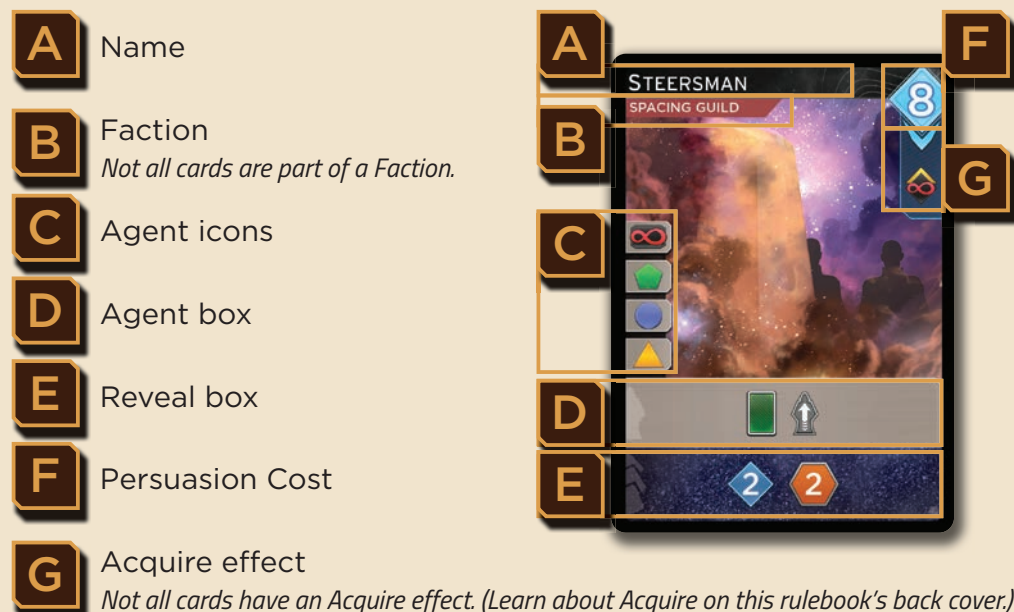 A Name
B Faction
Not all cards are part of a Faction.
C Agent icons
D Agent box
E Reveal box
F Persuasion Cost
G Acquire effect
Not all cards have an Acquire effect. (Learn about Acquire on this rulebook's back cover.)
A
F
STEERSMAN
8
B
SPACING GUILD
G
C
D
E
2 2